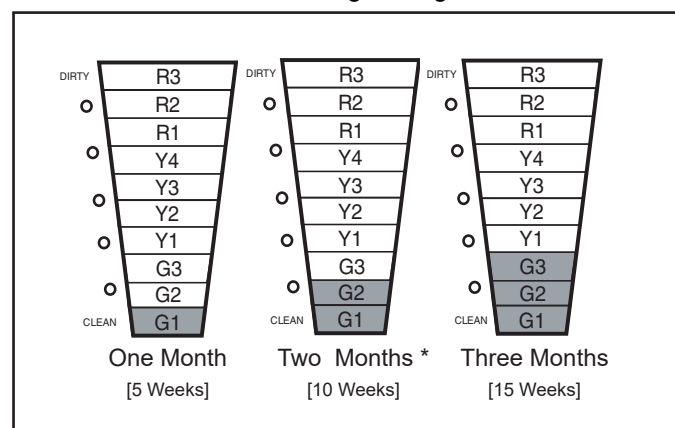 DIRTY R3
R2
R1
Y4
Y3
Y2
Y1
G3
G2
CLEAN G1
One Month
[5 Weeks]
DIRTY R3
R2
R1
Y4
Y3
Y2
Y1
G3
G2
CLEAN G1
Two Months *
[10 Weeks]
DIRTY R3
R2
R1
Y4
Y3
Y2
Y1
G3
G2
CLEAN G1
Three Months
[15 Weeks]